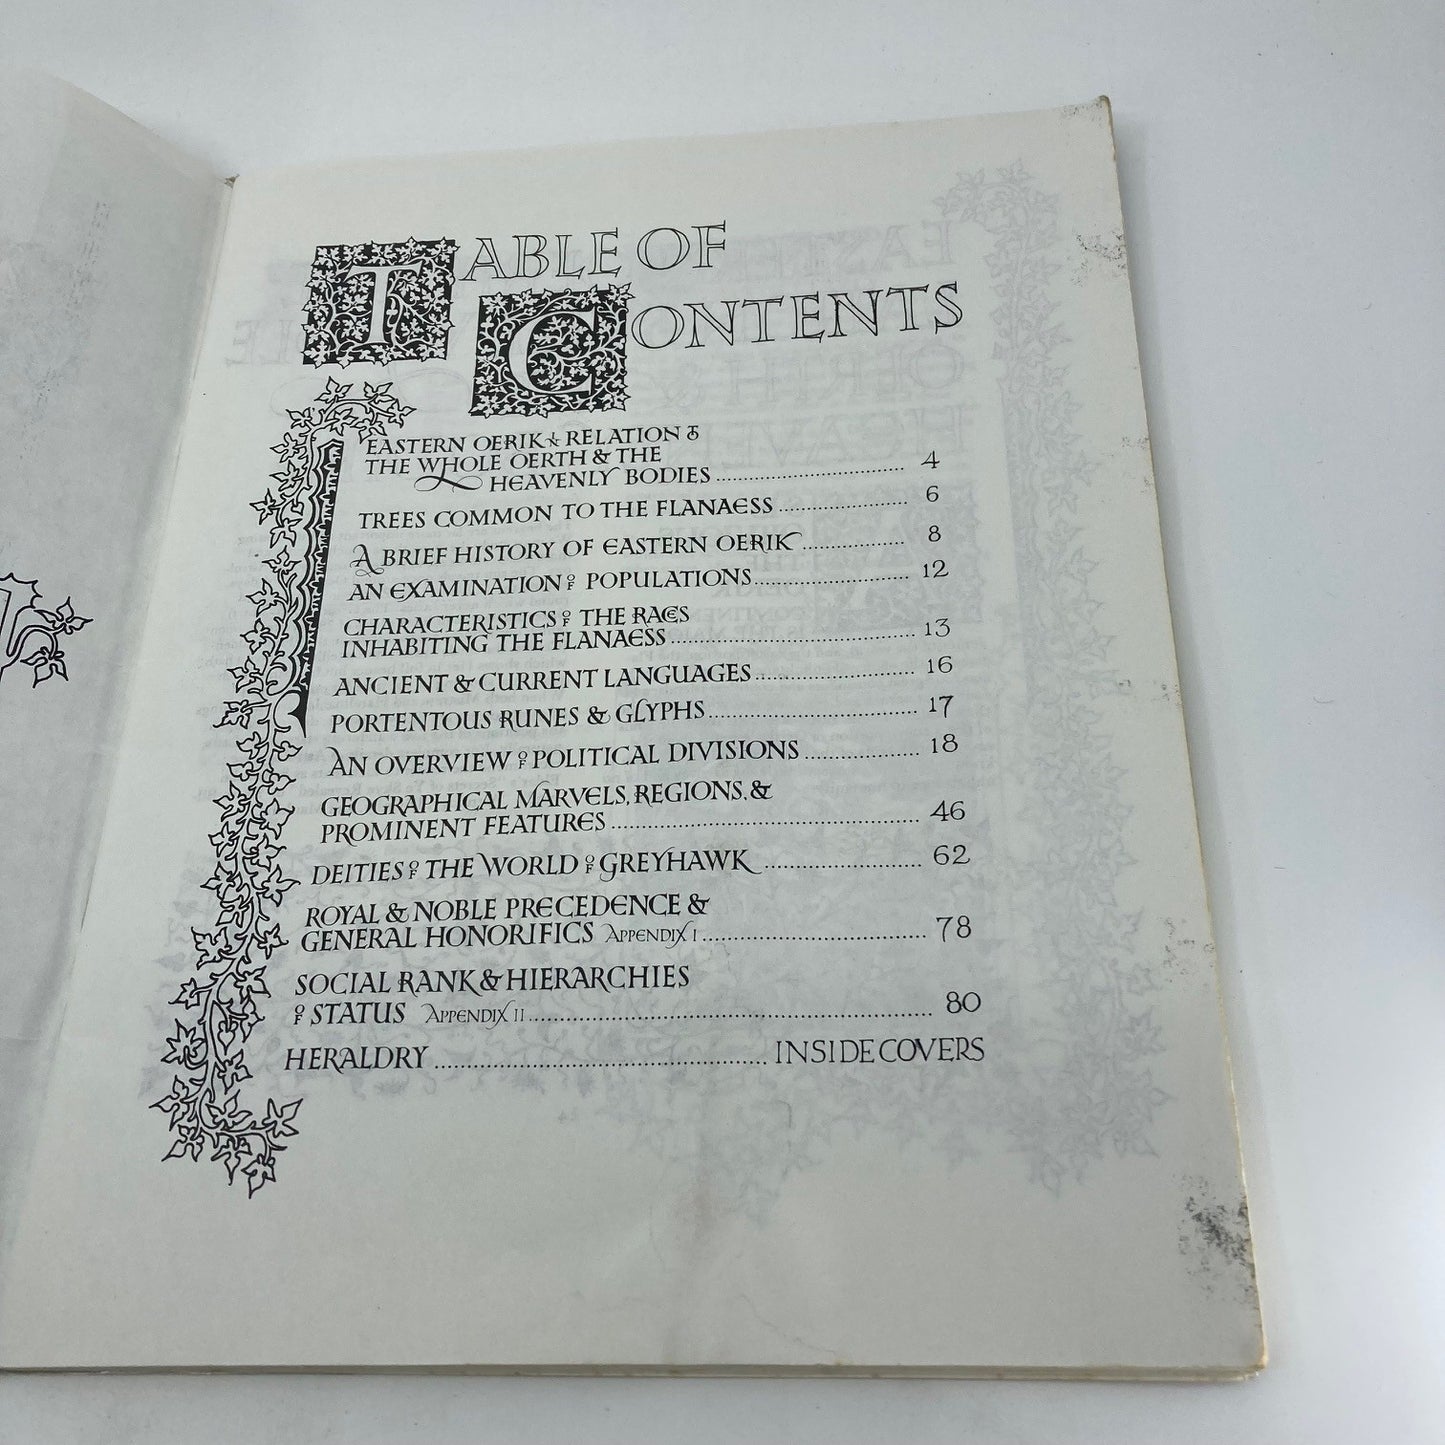 TABLE OF
CONTENTS
EASTERN OERIK & RELATION TO
THE WHOLE OERTH & THE
HEAVENLY BODIES 4
TREES COMMON TO THE FLANAESS 6
A BRIEF HISTORY OF EASTERN OERIK 8
AN EXAMINATION OF POPULATIONS 12
CHARACTERISTICS OF THE RACES
INHABITING THE FLANAESS 13
ANCIENT & CURRENT LANGUAGES 16
PORTENTOUS RUNES & GLYPHS 17
AN OVERVIEW OF POLITICAL DIVISIONS 18
GEOGRAPHICAL MARVELS, REGIONS, &
PROMINENT FEATURES 46
DEITIES OF THE WORLD OF GREYHAWK 62
ROYAL & NOBLE PRECEDENCE &
GENERAL HONORIFICS APPENDIX I 78
SOCIAL RANK & HIERARCHIES
OF STATUS APPENDIX II 80
HERALDRY INSIDE COVERS